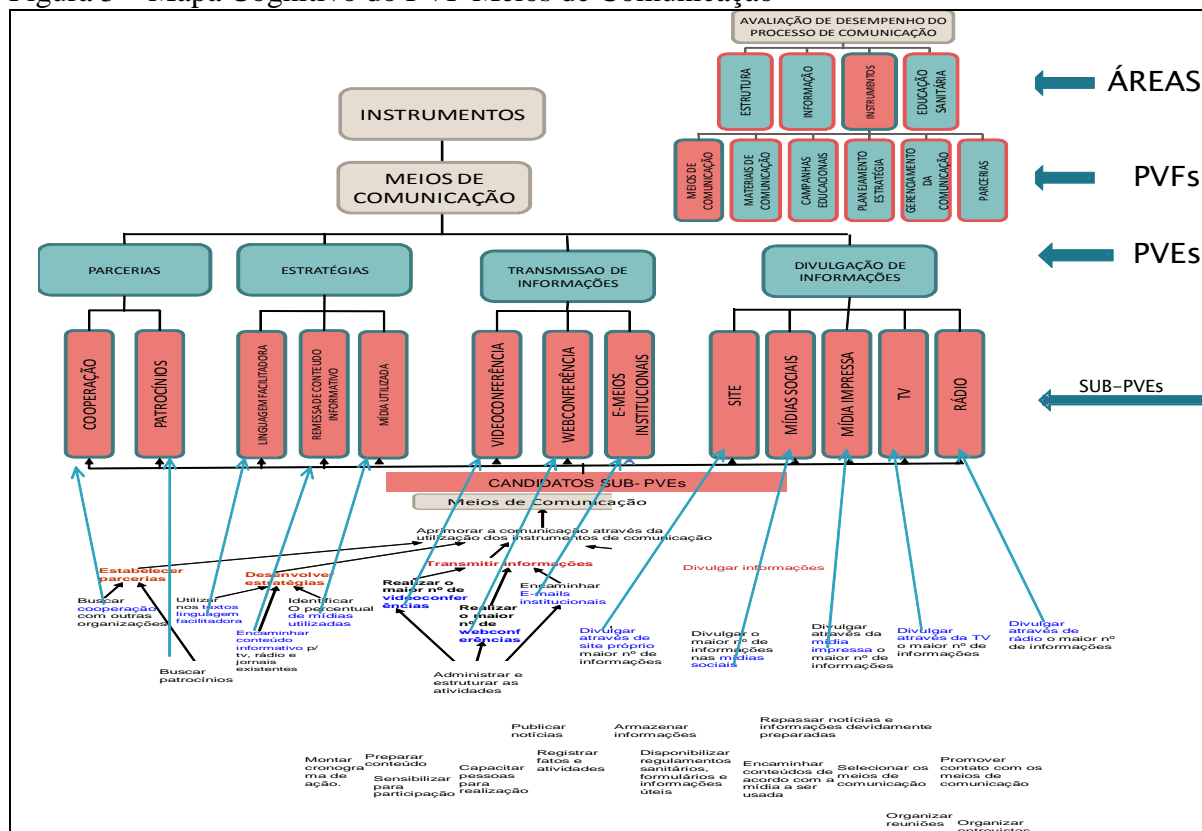 Figura 3 – Mapa Cognitivo do PVF Meios de Comunicação
AVALIAÇÃO DE DESEMPENHO DO
PROCESSO DE COMUNICAÇÃO
ESTRUTURA
INFORMAÇÃO
INSTRUMENTOS
EDUCAÇÃO
SANITÁRIA
ÁREAS
INSTRUMENTOS
MEIOS DE
COMUNICAÇÃO
MEIOS DE
COMUNICAÇÃO
MATERIAIS DE
COMUNICAÇÃO
CAMPANHAS
EDUCACIONAIS
PLANEJAMENTO
ESTRATÉGIA
GERENCIAMENTO
DA
COMUNICAÇÃO
PARCERIAS
PVFs
PARCERIAS
ESTRATÉGIAS
TRANSMISSAO DE
INFORMAÇÕES
DIVULGAÇÃO DE
INFORMAÇÕES
PVEs
COOPERAÇÃO
PATROCÍNIOS
LINGUAGEM FACILITADORA
REMESSA DE CONTEUDO
INFORMATIVO
MÍDIA UTILIZADA
VIDEOCONFERÊNCIA
WEBCONFERÊNCIA
E-MEIOS
INSTITUCIONAIS
SITE
MÍDIAS SOCIAIS
MÍDIA IMPRESSA
TV
RÁDIO
SUB-PVEs
CANDIDATOS SUB- PVEs
Meios de Comunicação
Aprimorar a comunicação através da
utilização dos instrumentos de comunicação
Estabelecer
parcerias
Desenvolver
estratégias
Transmitir informações
Divulgar informações
Buscar
cooperação
com outras
organizações
Utilizar
nos textos
linguagem
facilitadora
Identificar
O percentual
de mídias
utilizadas
Realizar o
maior nº de
videoconfer
ências
Realizar
o maior
nº de
webconf
erências
Encaminhar
E-mails
institucionais
Divulgar
através de
site próprio
maior nº de
informações
Divulgar o
maior nº de
informações
nas mídias
sociais
Divulgar
através da
mídia
impressa o
maior nº de
informações
Divulgar
através da TV
o maior nº de
informações
Divulgar
através de
rádio o maior nº
de informações
Buscar
patrocínios
Encaminhar
conteúdo
informativo p/
tv, rádio e
jornais
existentes
Administrar e
estruturar as
atividades
Publicar
notícias
Armazenar
informações
Repassar notícias e
informações devidamente
preparadas
Montar
cronogra
ma de
ação.
Preparar
conteúdo
Sensibilizar
para
participação
Capacitar
pessoas
para
realização
Registrar
fatos e
atividades
Disponibilizar
regulamentos
sanitários,
formulários e
informações
úteis
Encaminhar
conteúdos de
acordo com a
mídia a ser
usada
Selecionar os
meios de
comunicação
Promover
contato com os
meios de
comunicação
Organizar
reuniões
Organizar